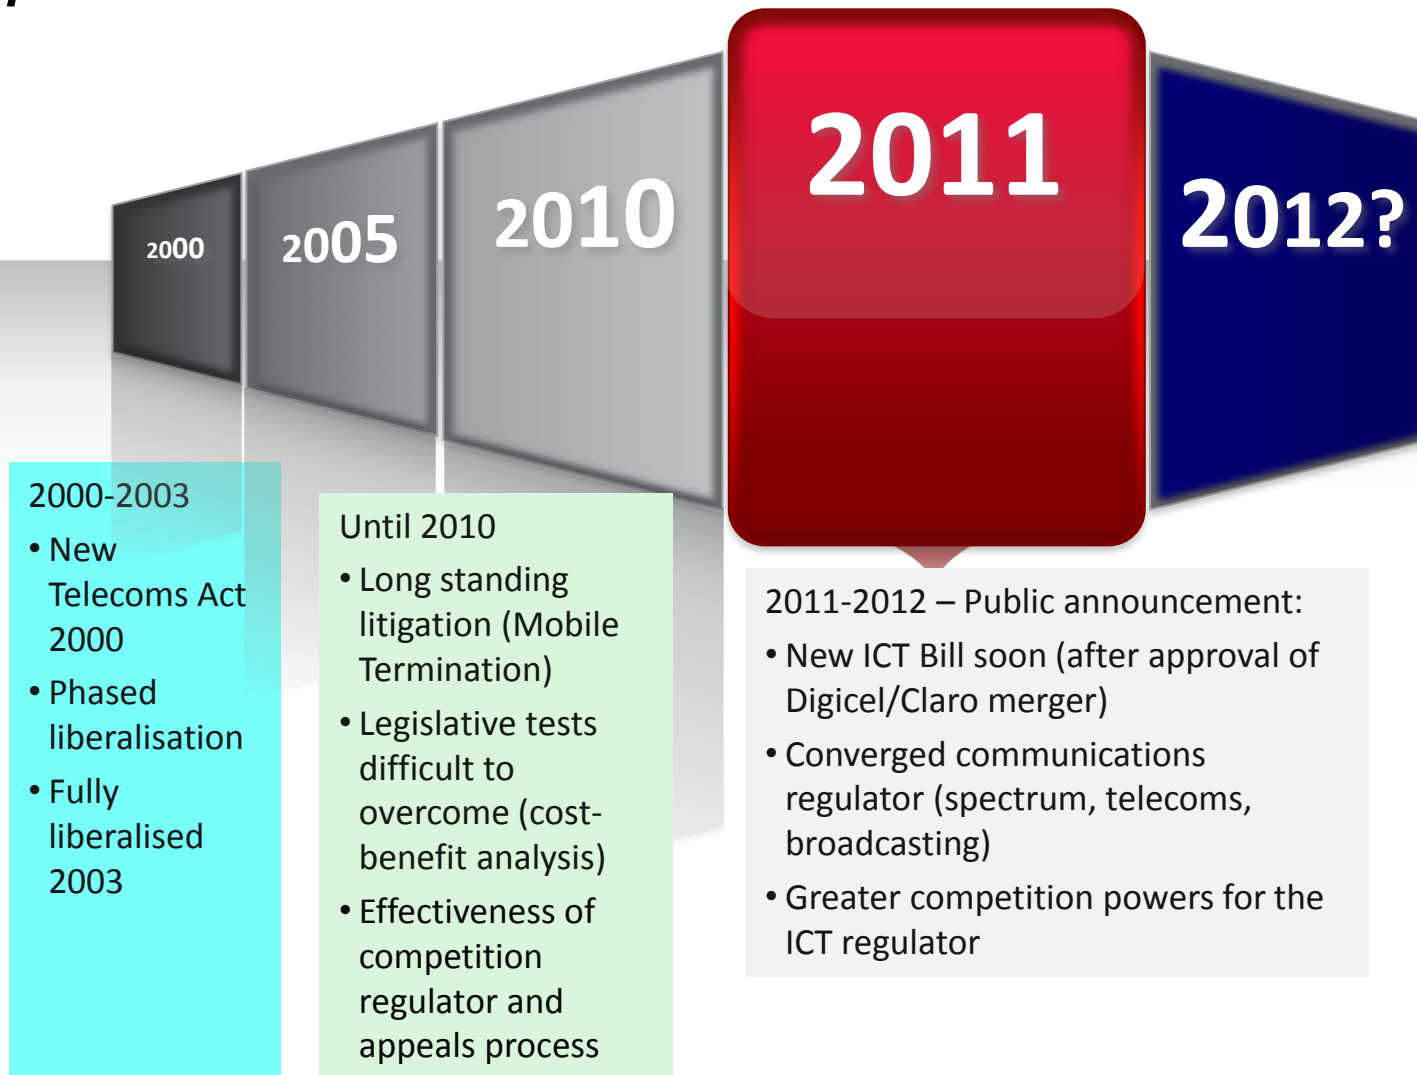 2000
2005
2010
2011
2012?
2000-2003
• New
Telecoms Act
2000
• Phased
liberalisation
• Fully
liberalised
2003
Until 2010
• Long standing
litigation (Mobile
Termination)
• Legislative tests
difficult to
overcome (cost-
benefit analysis)
• Effectiveness of
competition
regulator and
appeals process
2011-2012 – Public announcement:
• New ICT Bill soon (after approval of
Digicel/Claro merger)
• Converged communications
regulator (spectrum, telecoms,
broadcasting)
• Greater competition powers for the
ICT regulator